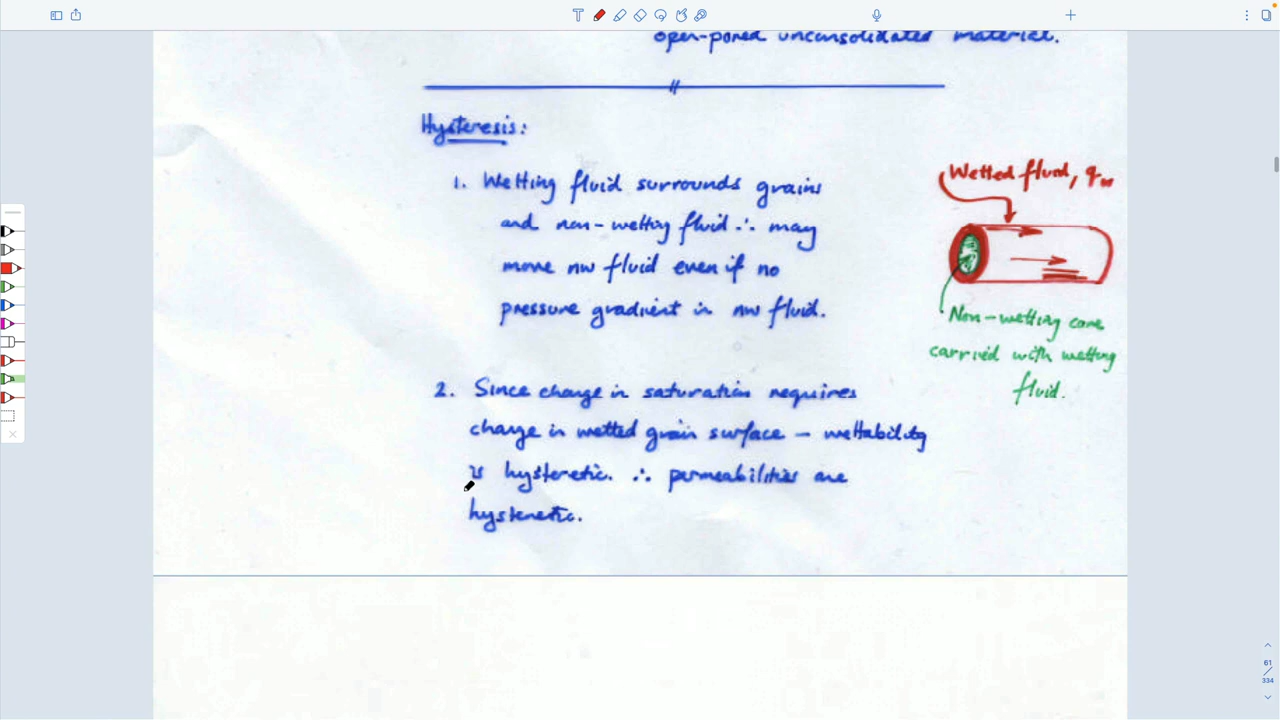 open-pored unconsolidated material.
Hysteresis:
1. Wetting fluid surrounds grains
and non-wetting fluid ∴ may
move nw fluid even if no
pressure gradient in nw fluid.
Wetted fluid, qw
Non-wetting core
carried with wetting
fluid.
2. Since change in saturation requires
change in wetted grain surface – wettability
is hysteretic. ∴ permeabilities are
hysteretic.
61
334